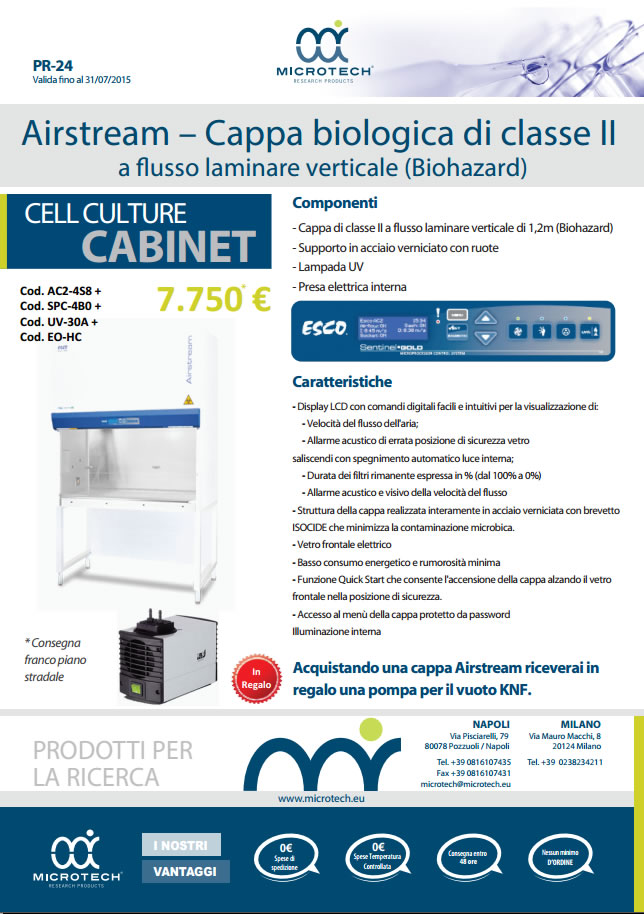 PR-24
Valida fino al 31/07/2015
MICROTECH
RESEARCH PRODUCTS
Airstream – Cappa biologica di classe II
a flusso laminare verticale (Biohazard)
CELL CULTURE
CABINET
Cod. AC2-4S8 +
Cod. SPC-4B0 +
Cod. UV-30A +
Cod. EO-HC
7.750* €
Airstream
* Consegna
franco piano
stradale
In
Regalo
Componenti
- Cappa di classe II a flusso laminare verticale di 1,2m (Biohazard)
- Supporto in acciaio verniciato con ruote
- Lampada UV
- Presa elettrica interna
ESCO
Sentinel GOLD
MICROPROCESSOR CONTROL SYSTEM
Caratteristiche
- Display LCD con comandi digitali facili e intuitivi per la visualizzazione di:
- Velocità del flusso dell'aria;
- Allarme acustico di errata posizione di sicurezza vetro
saliscendi con spegnimento automatico luce interna;
- Durata dei filtri rimanente espressa in % (dal 100% a 0%)
- Allarme acustico e visivo della velocità del flusso
- Struttura della cappa realizzata interamente in acciaio verniciata con brevetto
ISOCIDE che minimizza la contaminazione microbica.
- Vetro frontale elettrico
- Basso consumo energetico e rumorosità minima
- Funzione Quick Start che consente l'accensione della cappa alzando il vetro
frontale nella posizione di sicurezza.
- Accesso al menù della cappa protetto da password
Illuminazione interna
Acquistando una cappa Airstream riceverai in
regalo una pompa per il vuoto KNF.
PRODOTTI PER
LA RICERCA
www.microtech.eu
NAPOLI
Via Pisciarelli, 79
80078 Pozzuoli / Napoli
Tel. +39 0816107435
Fax +39 0816107431
microtech@microtech.eu
MILANO
Via Mauro Macchi, 8
20124 Milano
Tel. +39 0238234211
MICROTECH
RESEARCH PRODUCTS
I NOSTRI
VANTAGGI
0€
Spese di
spedizione
0€
Spese Temperatura
Controllata
Consegna entro
48 ore
Nessun minimo
D'ORDINE